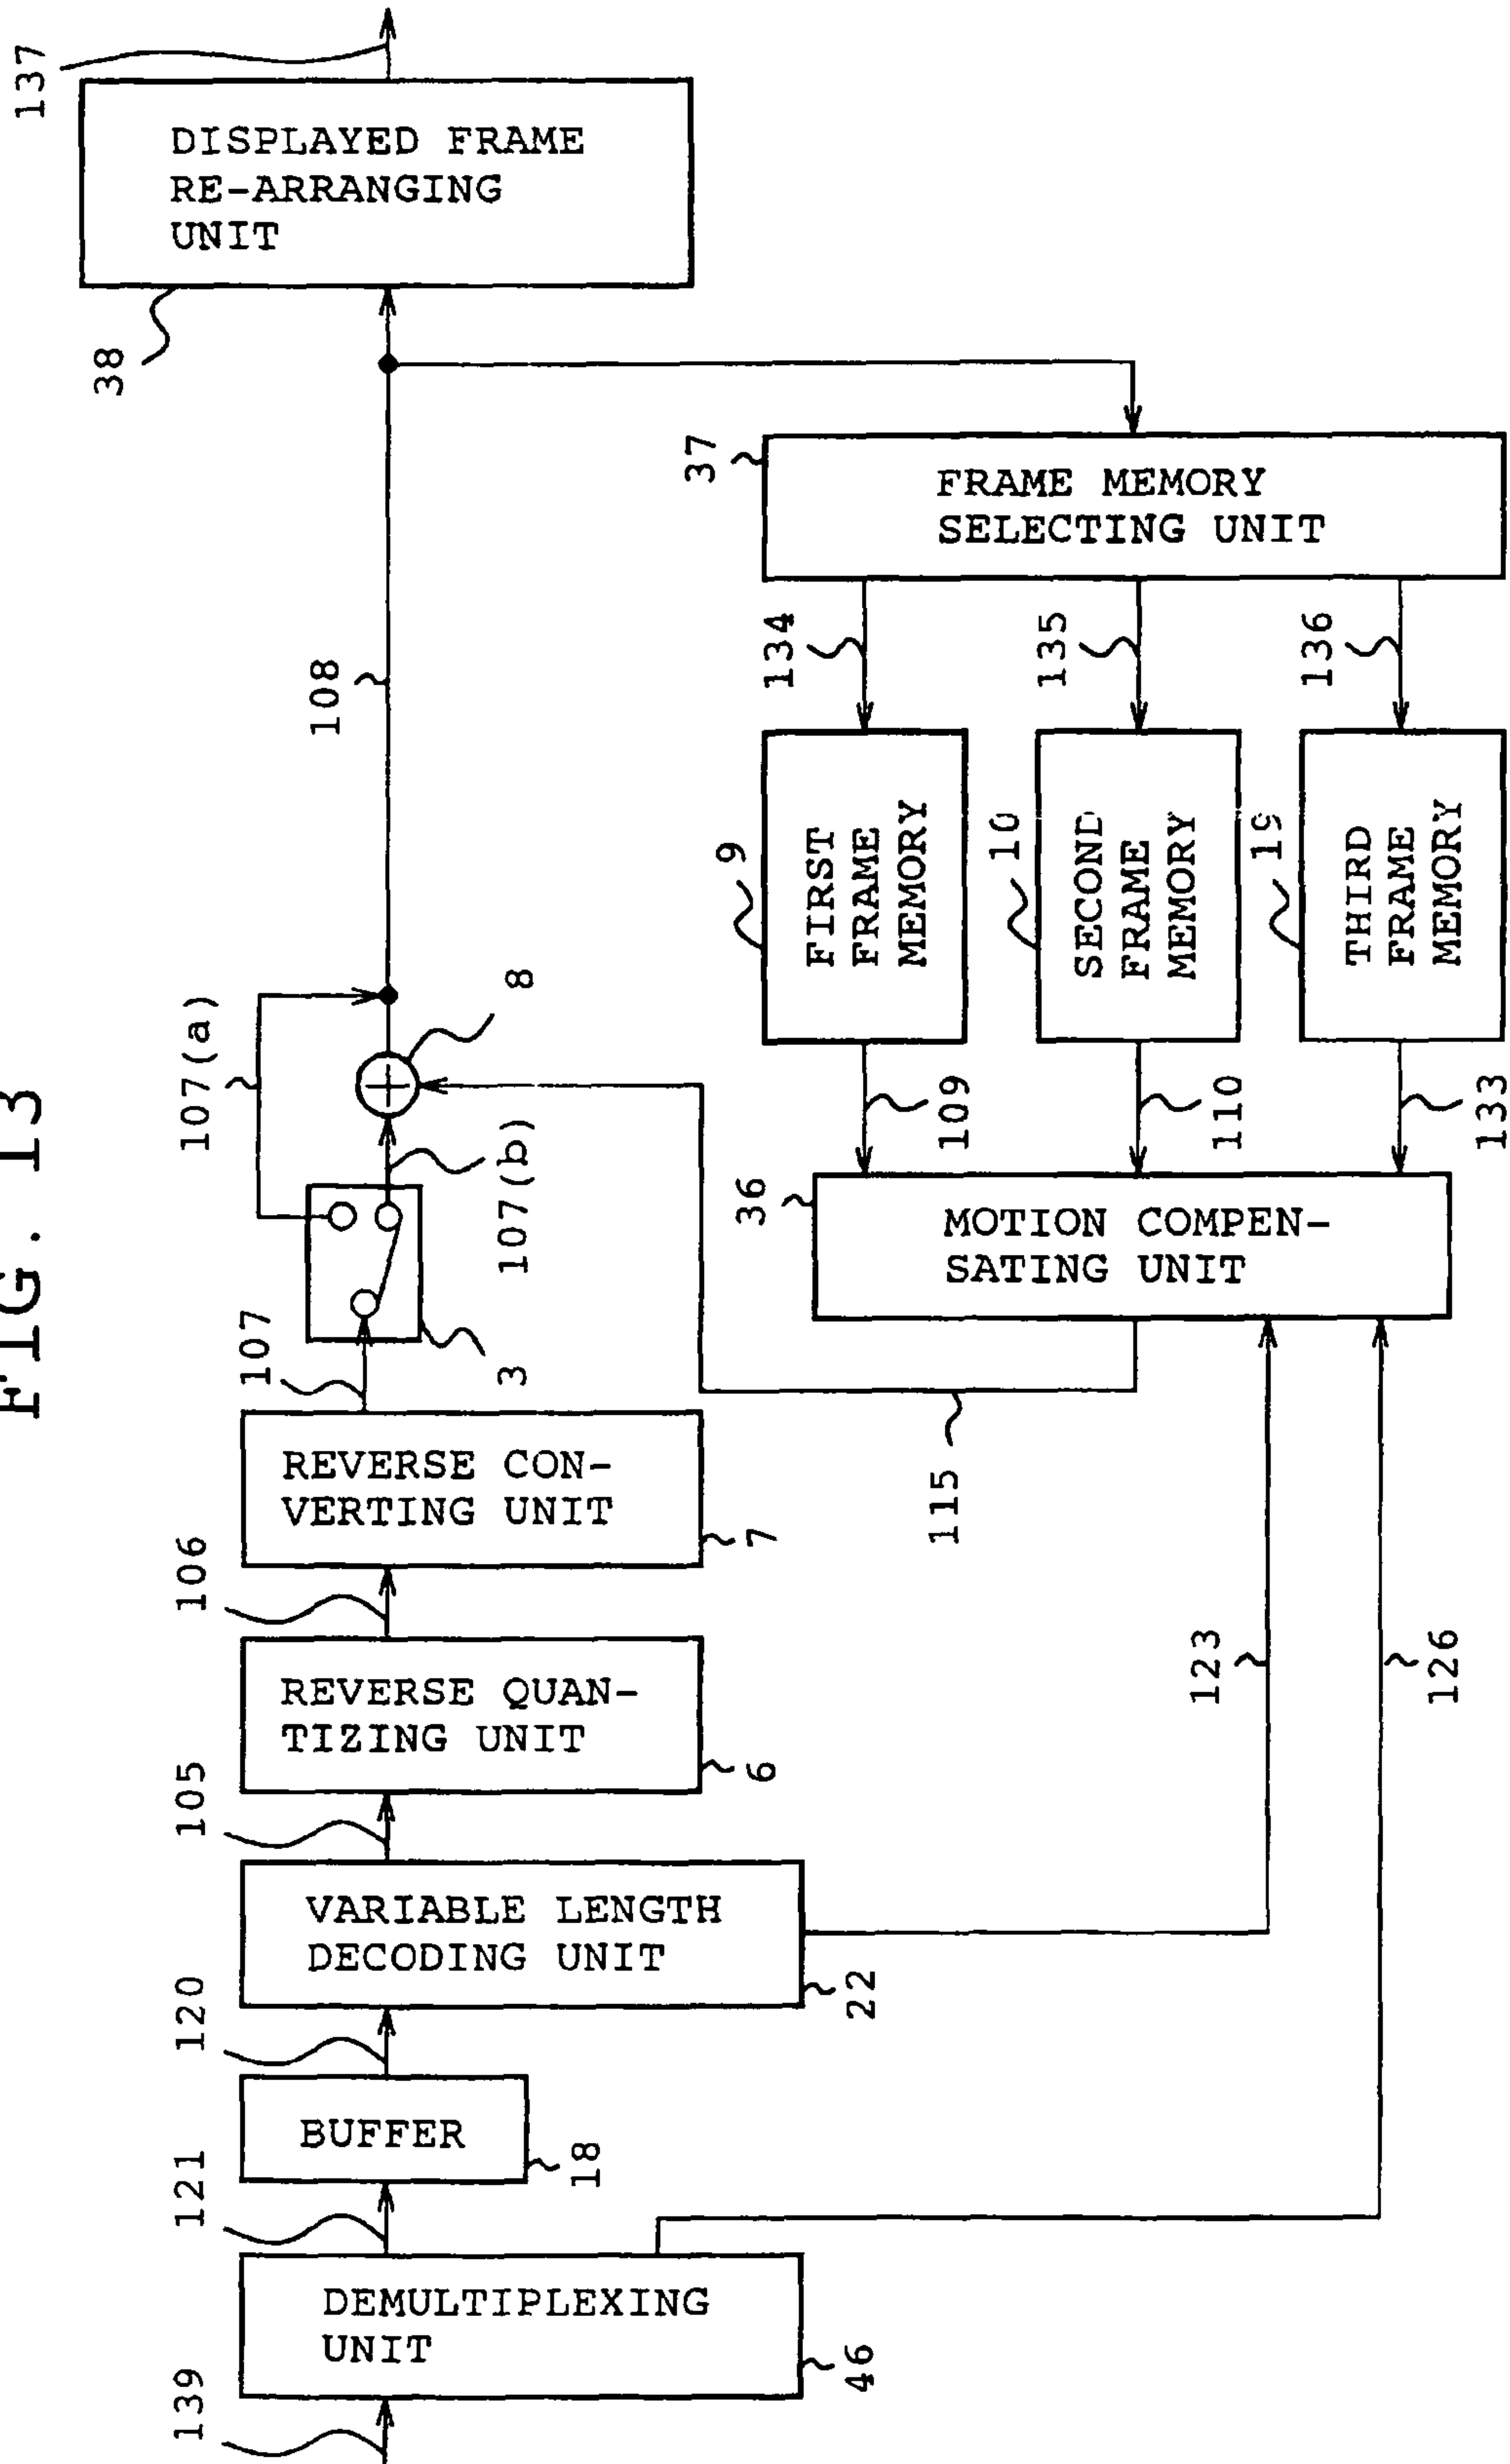 FIG. 13
139
DEMULTIPLEXING
UNIT
46
121
BUFFER
18
120
VARIABLE LENGTH
DECODING UNIT
22
105
REVERSE QUAN-
TIZING UNIT
6
106
REVERSE CON-
VERTING UNIT
7
107
3
107(a)
107(b)
8
108
38
DISPLAYED FRAME
RE-ARRANGING
UNIT
137
115
123
126
36
MOTION COMPEN-
SATING UNIT
109
110
133
9
FIRST
FRAME
MEMORY
10
SECOND
FRAME
MEMORY
19
THIRD
FRAME
MEMORY
134
135
136
37
FRAME MEMORY
SELECTING UNIT